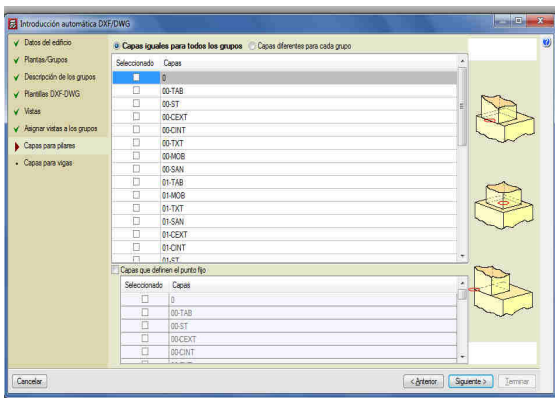 Introducción automática DXF/DWG
Datos del edificio
Plantas/Grupos
Descripción de los grupos
Plantillas DXF-DWG
Vistas
Asignar vistas a los grupos
Capas para pilares
Capas para vigas
Capas iguales para todos los grupos Capas diferentes para cada grupo
Seleccionado Capas
0
00-TAB
00-ST
00-CEXT
00-CINT
00-TXT
00-MOB
00-SAN
01-TAB
01-MOB
01-TXT
01-SAN
01-CEXT
01-CINT
01-ST
Capas que definen el punto fijo
Seleccionado Capas
0
00-TAB
00-ST
00-CEXT
00-CINT
Cancelar < Anterior Siguiente > Terminar